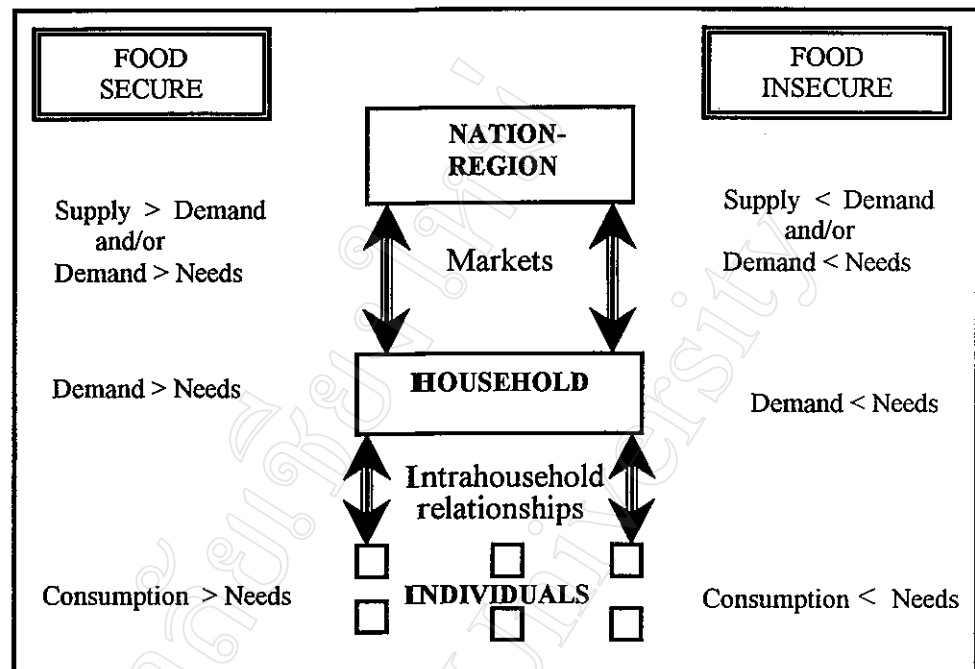 FOOD
SECURE
FOOD
INSECURE
NATION-
REGION
Supply > Demand
and/or
Demand > Needs
Markets
Supply < Demand
and/or
Demand < Needs
Demand > Needs
HOUSEHOLD
Demand < Needs
Intrahousehold
relationships
Consumption > Needs
INDIVIDUALS
Consumption < Needs
University